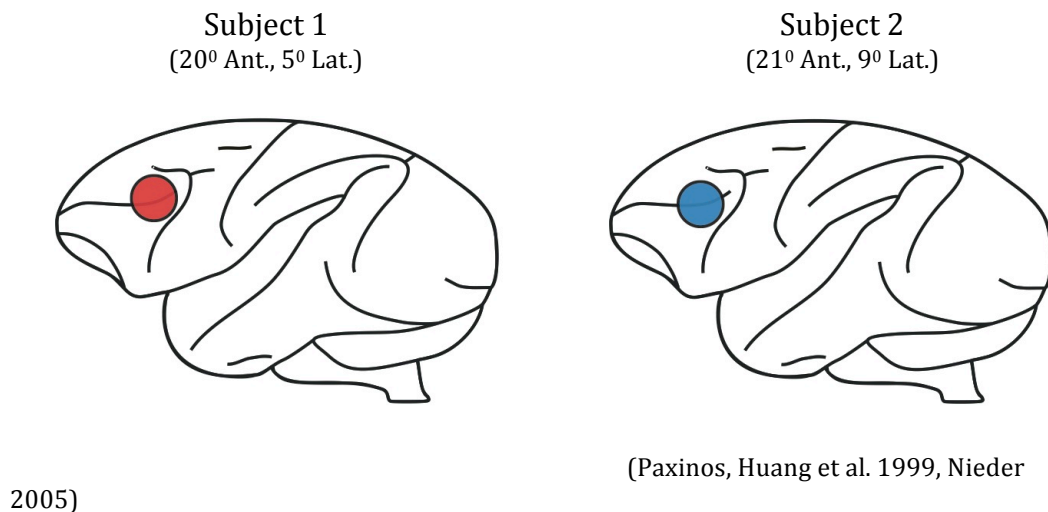 Subject 1
(20⁰ Ant., 5⁰ Lat.)
Subject 2
(21⁰ Ant., 9⁰ Lat.)
(Paxinos, Huang et al. 1999, Nieder
2005)